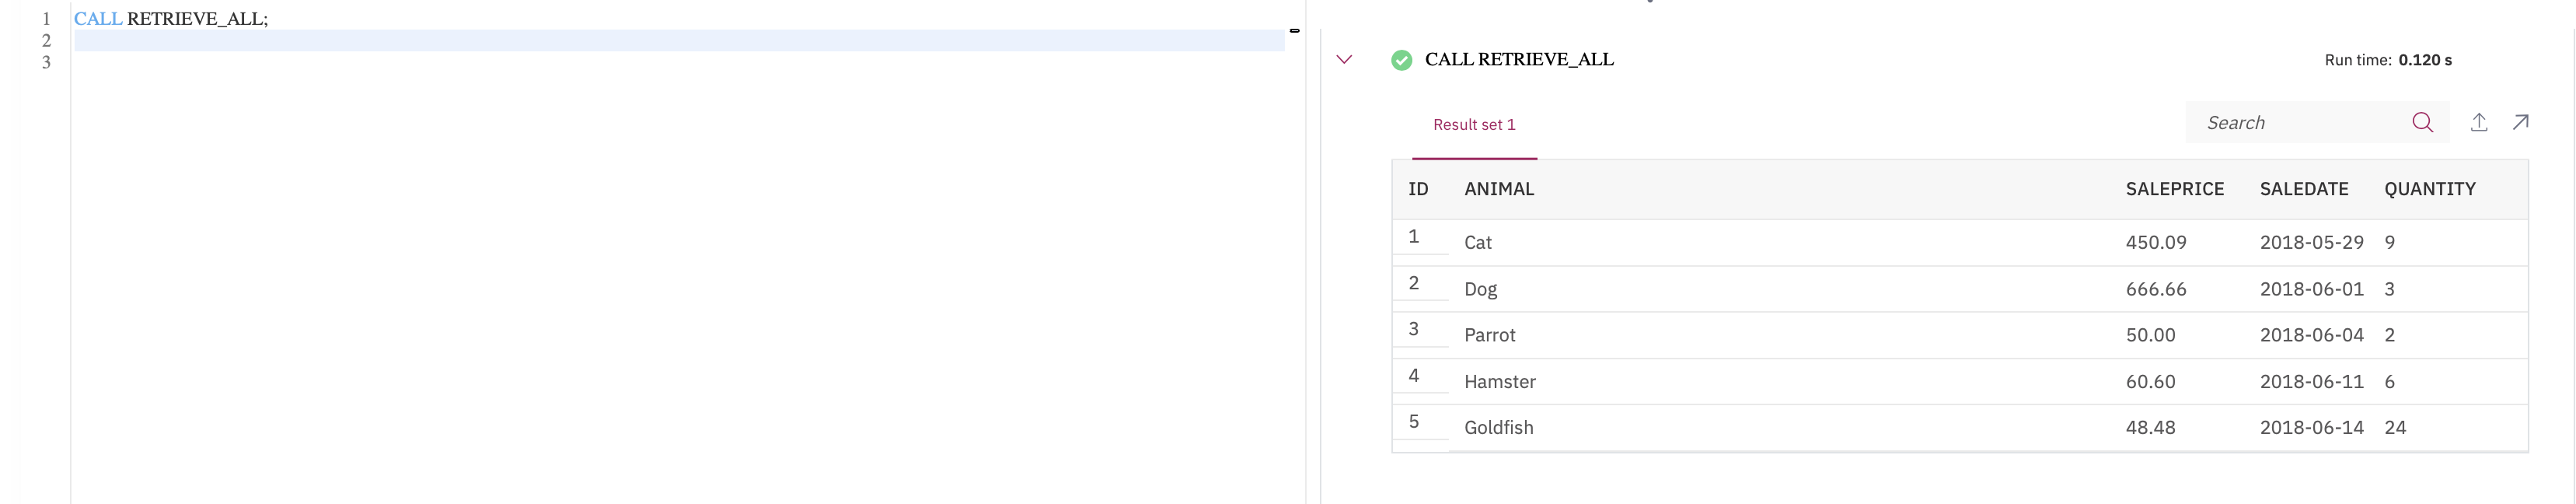 1 CALL RETRIEVE_ALL;
2
3
CALL RETRIEVE_ALL Run time: 0.120 s
Result set 1 Search
ID ANIMAL SALEPRICE SALEDATE QUANTITY
1 Cat 450.09 2018-05-29 9
2 Dog 666.66 2018-06-01 3
3 Parrot 50.00 2018-06-04 2
4 Hamster 60.60 2018-06-11 6
5 Goldfish 48.48 2018-06-14 24